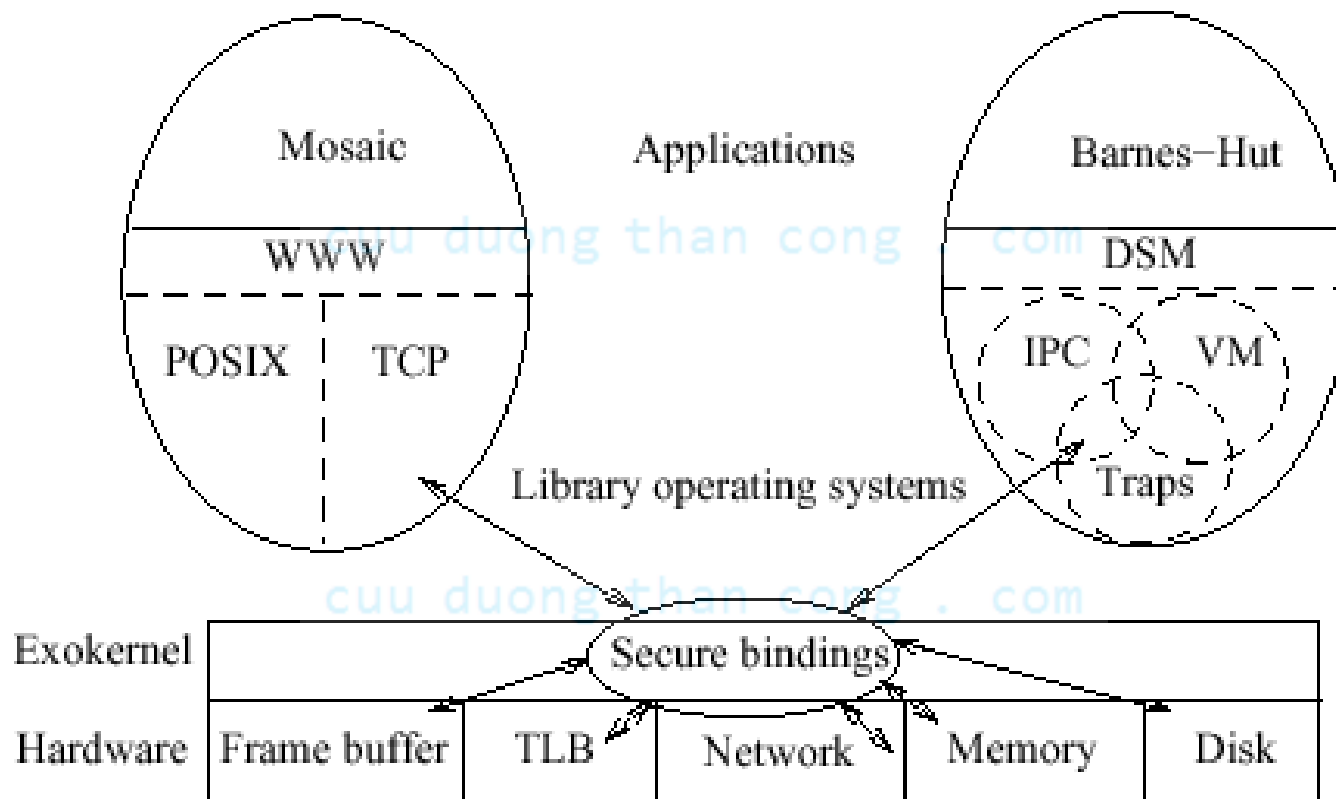 Mosaic Applications Barnes-Hut
cuu duong than cong . com
WWW DSM
POSIX TCP IPC VM
Library operating systems Traps
cuu duong than cong . com
Exokernel Secure bindings
Hardware Frame buffer TLB Network Memory Disk